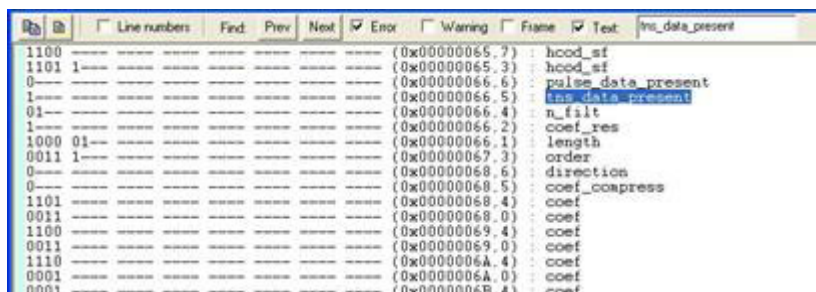 Line numbers Find: Prev Next Error Warning Frame Text: tns_data_present
1100 ---- ---- ---- ---- ---- ---- ---- (0x00000065,7) : hcod_sf
1101 1--- ---- ---- ---- ---- ---- ---- (0x00000065,3) : hcod_sf
0--- ---- ---- ---- ---- ---- ---- ---- (0x00000066,6) : pulse_data_present
1--- ---- ---- ---- ---- ---- ---- ---- (0x00000066,5) : tns_data_present
01-- ---- ---- ---- ---- ---- ---- ---- (0x00000066,4) : n_filt
1--- ---- ---- ---- ---- ---- ---- ---- (0x00000066,2) : coef_res
1000 01-- ---- ---- ---- ---- ---- ---- (0x00000066,1) : length
0011 1--- ---- ---- ---- ---- ---- ---- (0x00000067,3) : order
0--- ---- ---- ---- ---- ---- ---- ---- (0x00000068,6) : direction
0--- ---- ---- ---- ---- ---- ---- ---- (0x00000068,5) : coef_compress
1101 ---- ---- ---- ---- ---- ---- ---- (0x00000068,4) : coef
0011 ---- ---- ---- ---- ---- ---- ---- (0x00000068,0) : coef
1100 ---- ---- ---- ---- ---- ---- ---- (0x00000069,4) : coef
0011 ---- ---- ---- ---- ---- ---- ---- (0x00000069,0) : coef
1110 ---- ---- ---- ---- ---- ---- ---- (0x0000006A,4) : coef
0001 ---- ---- ---- ---- ---- ---- ---- (0x0000006A,0) : coef
0001 ---- ---- ---- ---- ---- ---- ---- (0x0000006B,4) : coef